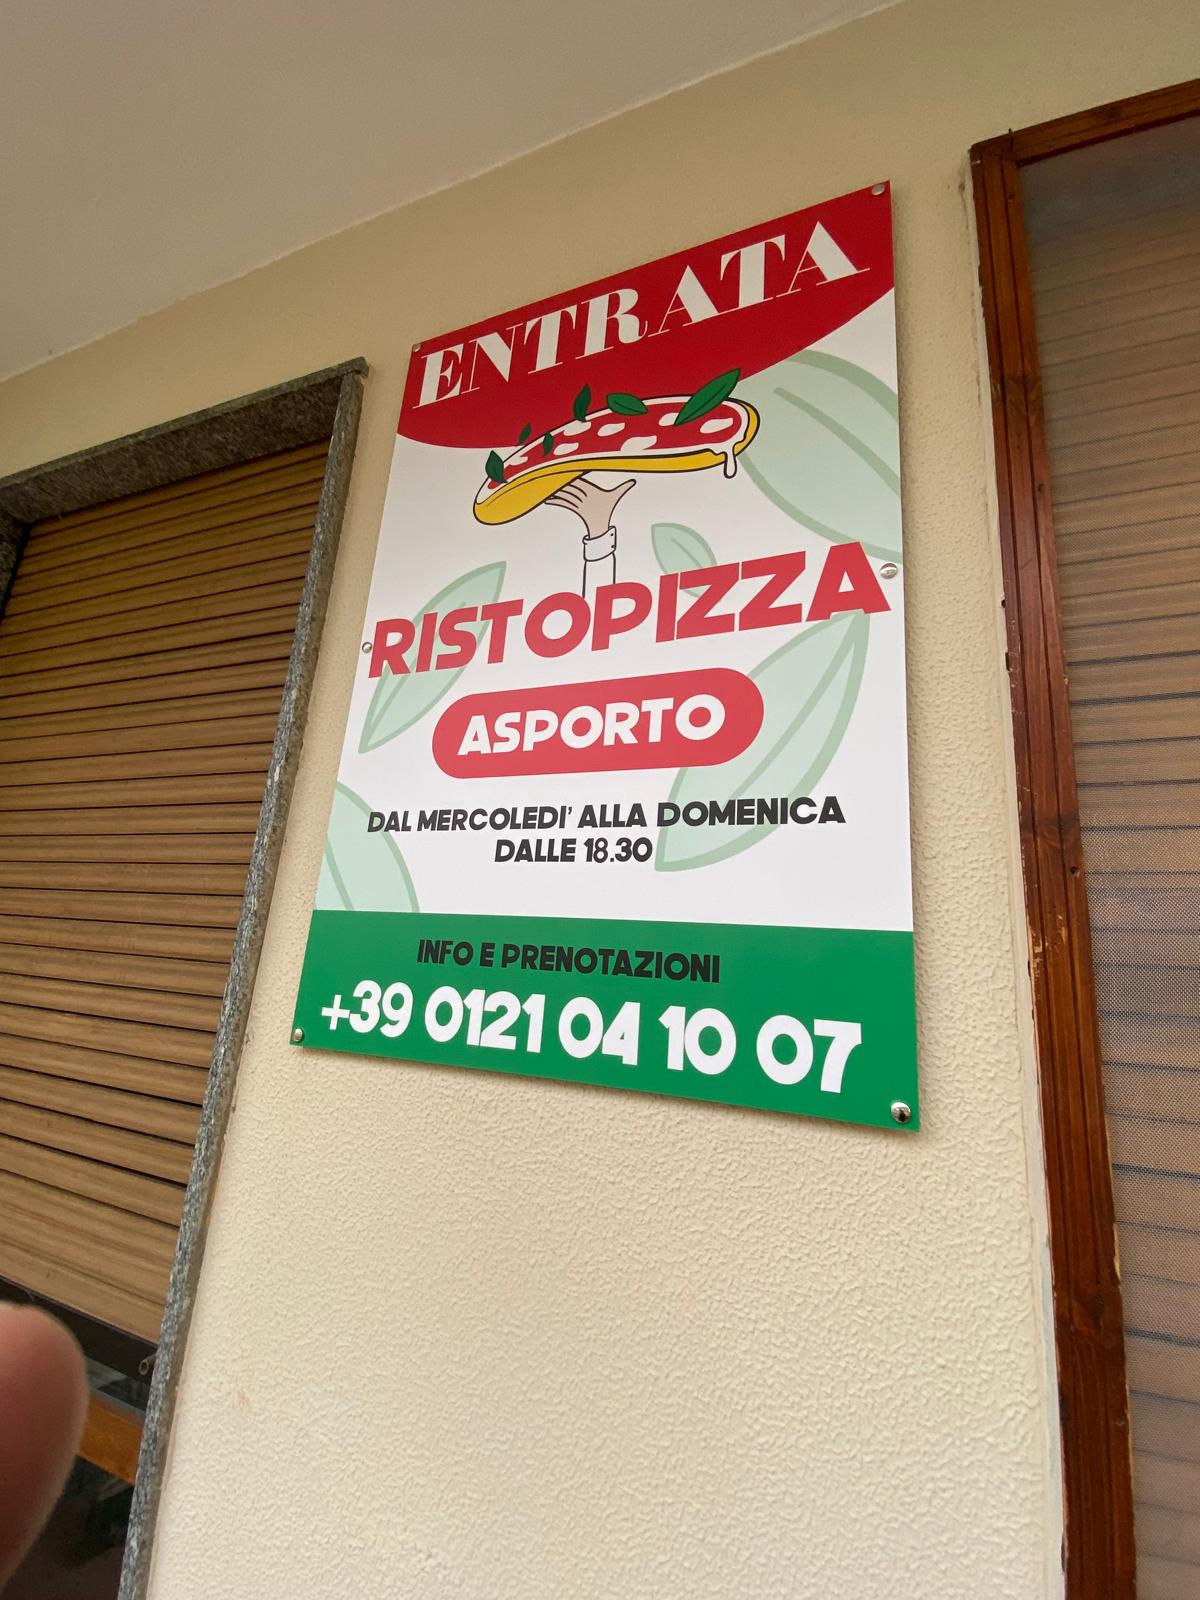 ENTRATA
RISTOPIZZA
ASPORTO
DAL MERCOLEDI' ALLA DOMENICA
DALLE 18.30
INFO E PRENOTAZIONI
+39 0121 04 10 07